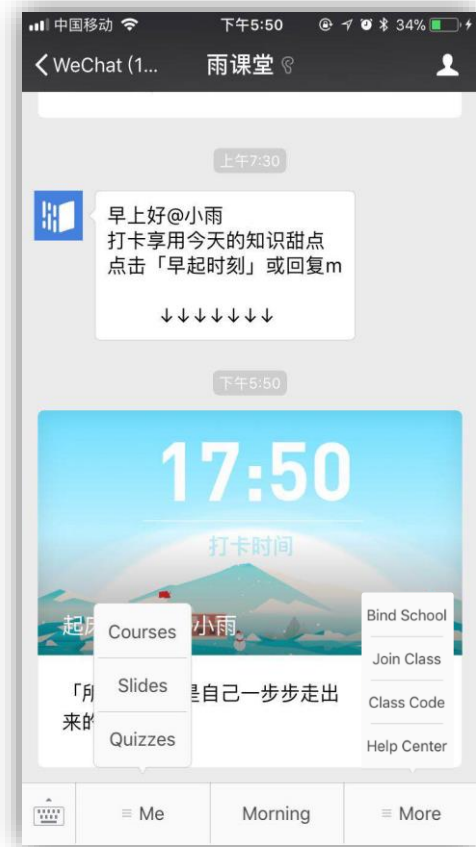 中国移动 下午5:50 34%
WeChat (1... 雨课堂
上午7:30
早上好@小雨
打卡享用今天的知识甜点
点击「早起时刻」或回复m
↓↓↓↓↓↓↓
下午5:50
17:50
打卡时间
起 小雨
「所 是自己一步步走出
来的
Courses
Slides
Quizzes
Bind School
Join Class
Class Code
Help Center
Me Morning More